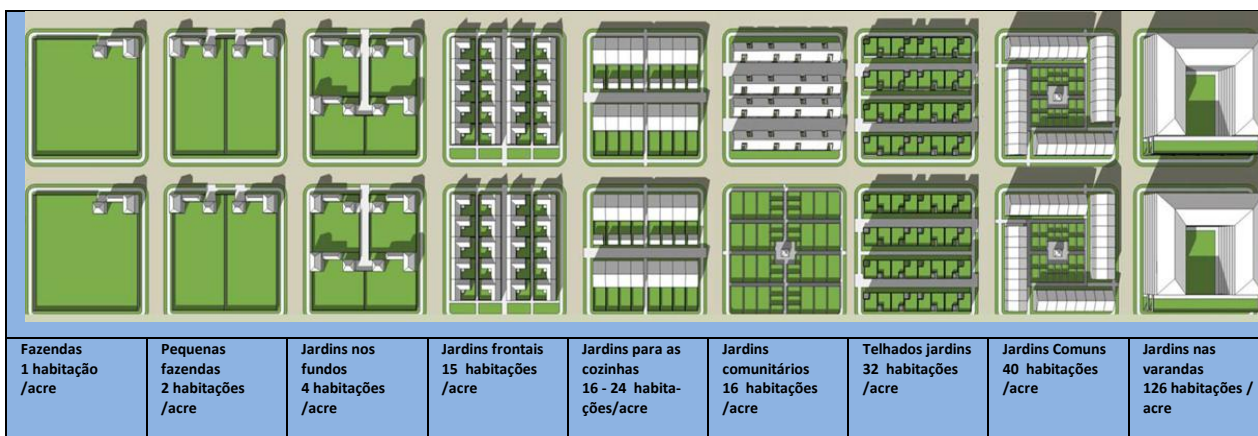 Fazendas
1 habitação
/acre
Pequenas
fazendas
2 habitações
/acre
Jardins nos
fundos
4 habitações
/acre
Jardins frontais
15 habitações
/acre
Jardins para as
cozinhas
16 - 24 habita-
ções/acre
Jardins
comunitários
16 habitações
/acre
Telhados jardins
32 habitações
/acre
Jardins Comuns
40 habitações
/acre
Jardins nas
varandas
126 habitações /
acre